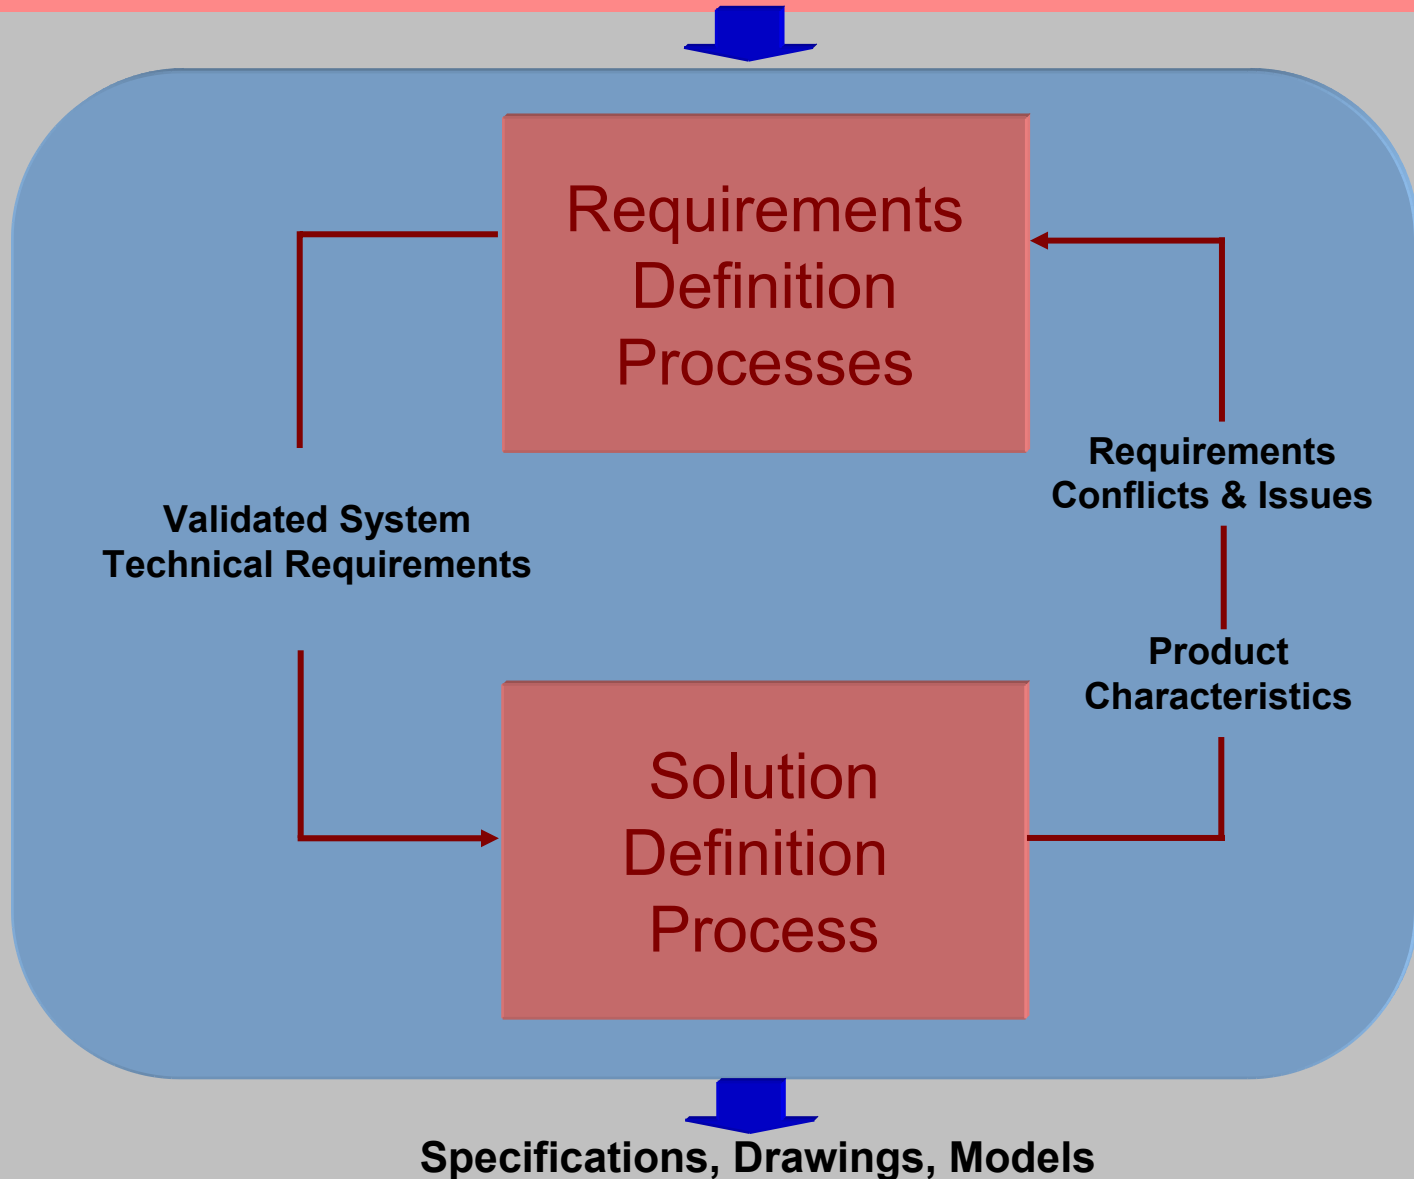 Requirements
Definition
Processes
Requirements
Conflicts & Issues
Validated System
Technical Requirements
Product
Characteristics
Solution
Definition
Process
Specifications, Drawings, Models